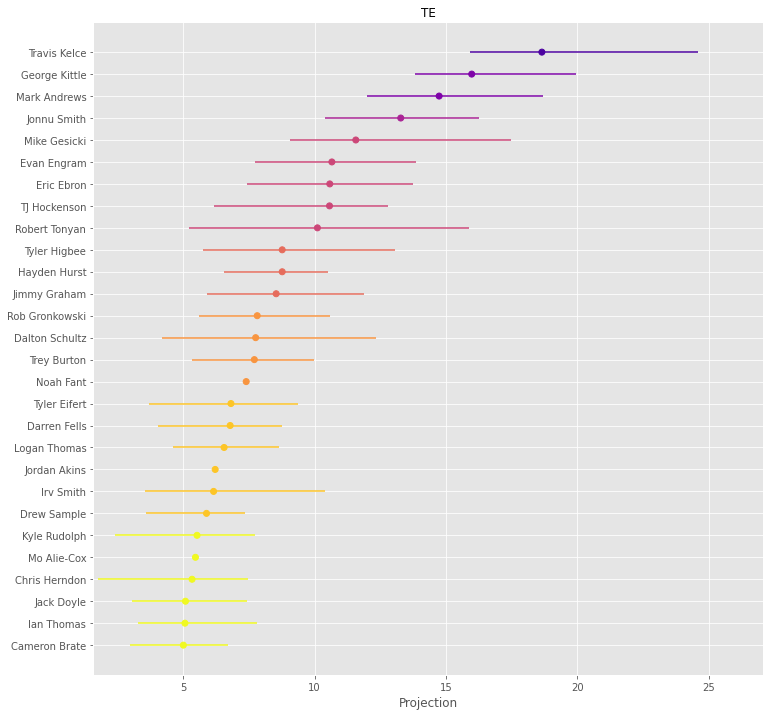 TE
Travis Kelce
George Kittle
Mark Andrews
Jonnu Smith
Mike Gesicki
Evan Engram
Eric Ebron
TJ Hockenson
Robert Tonyan
Tyler Higbee
Hayden Hurst
Jimmy Graham
Rob Gronkowski
Dalton Schultz
Trey Burton
Noah Fant
Tyler Eifert
Darren Fells
Logan Thomas
Jordan Akins
Irv Smith
Drew Sample
Kyle Rudolph
Mo Alie-Cox
Chris Herndon
Jack Doyle
Ian Thomas
Cameron Brate
5 10 15 20 25
Projection